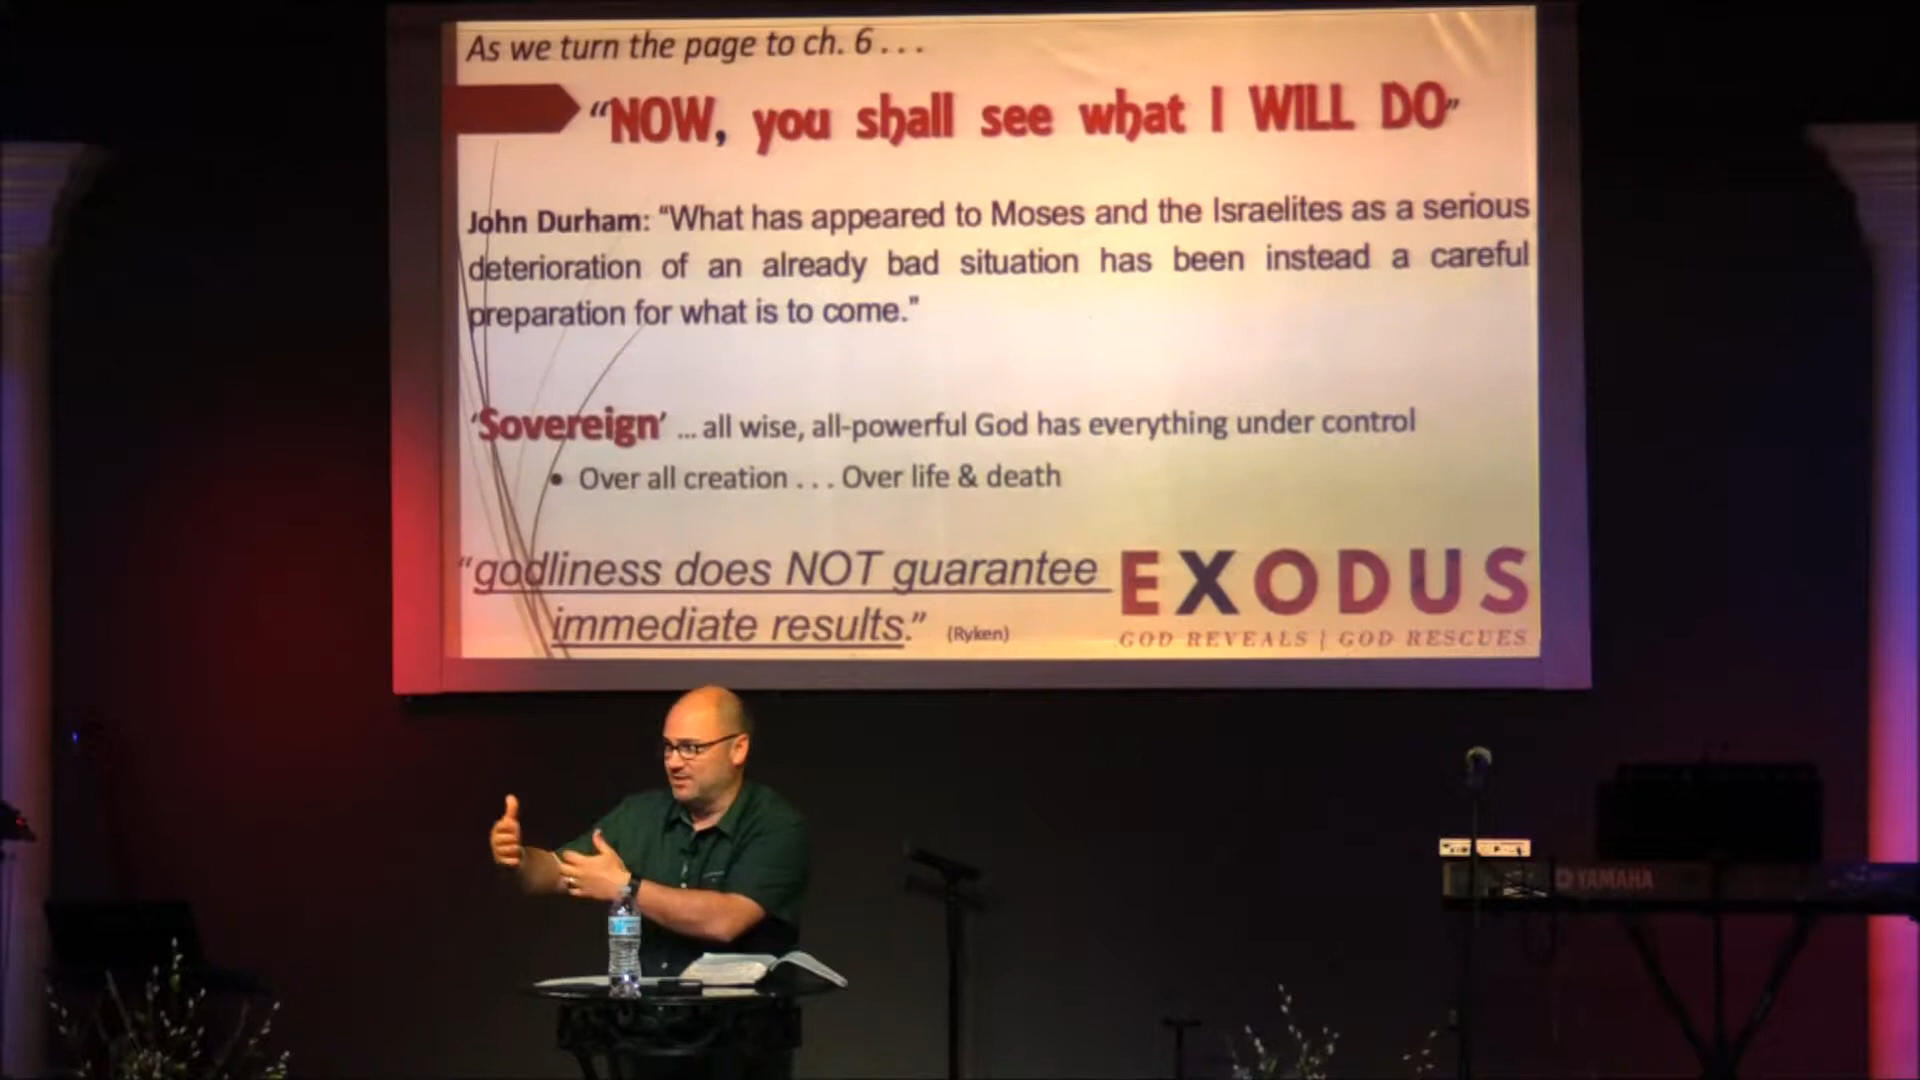 As we turn the page to ch. 6 . . .
“NOW, you shall see what I WILL DO”
John Durham: “What has appeared to Moses and the Israelites as a serious
deterioration of an already bad situation has been instead a careful
preparation for what is to come.”
‘Sovereign’ ... all wise, all-powerful God has everything under control
• Over all creation . . . Over life & death
“godliness does NOT guarantee
immediate results.” (Ryken)
EXODUS
GOD REVEALS | GOD RESCUES
YAMAHA